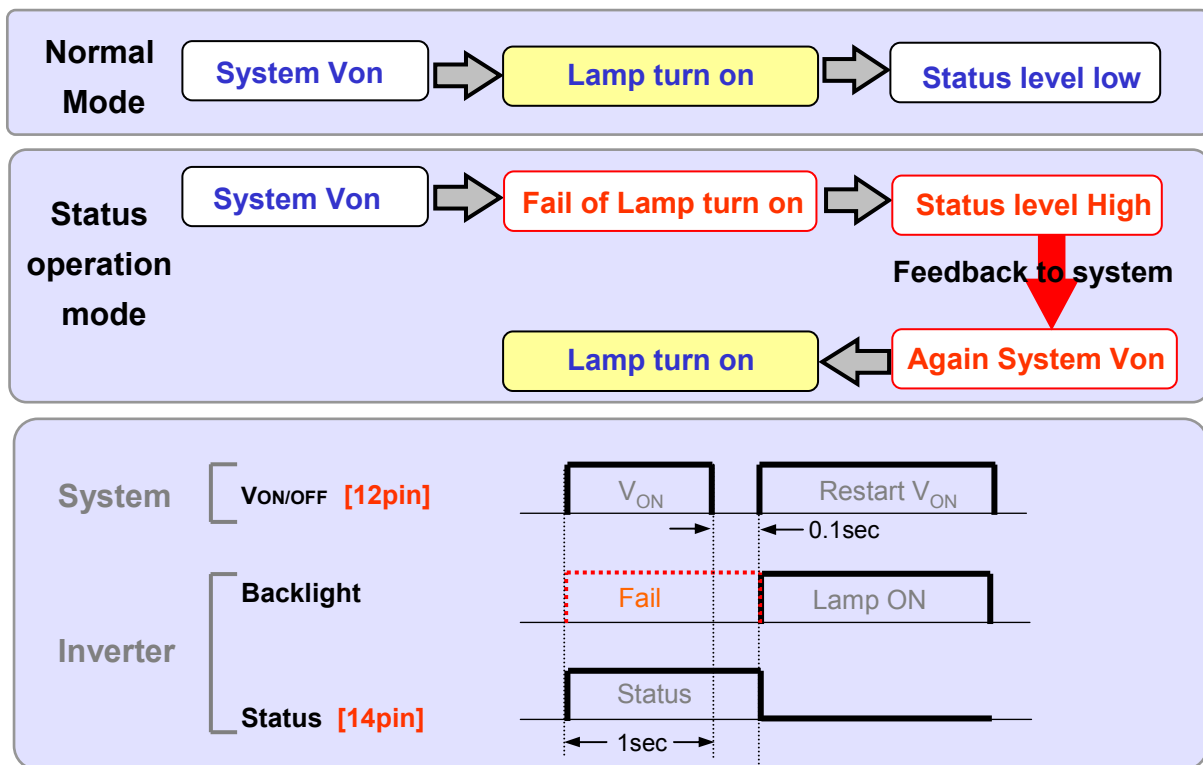 Normal Mode
System Von
Lamp turn on
Status level low
Status operation mode
System Von
Fail of Lamp turn on
Status level High
Feedback to system
Again System Von
Lamp turn on
System
VON/OFF [12pin]
VON
Restart VON
0.1sec
Inverter
Backlight
Fail
Lamp ON
Status [14pin]
Status
1sec